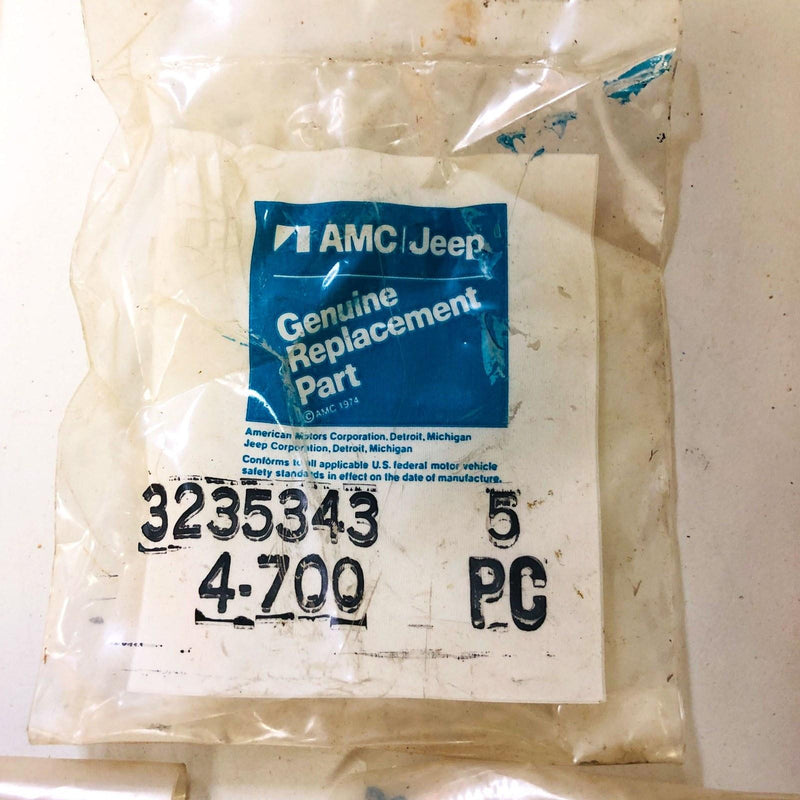 AMC|Jeep
Genuine
Replacement
Part
©AMC 1974
American Motors Corporation, Detroit, Michigan
Jeep Corporation, Detroit, Michigan
Conforms to all applicable U.S. federal motor vehicle
safety standards in effect on the date of manufacture.
3235343 5
4-700 PC